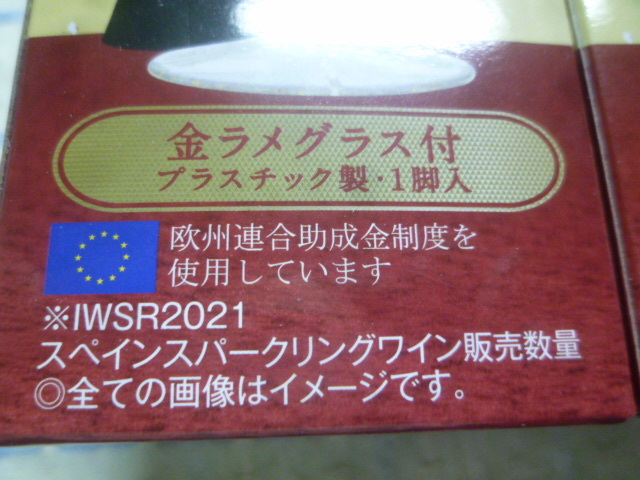 金ラメグラス付
プラスチック製・1脚入
欧州連合助成金制度を
使用しています
※IWSR2021
スペインスパークリングワイン販売数量
◎全ての画像はイメージです。